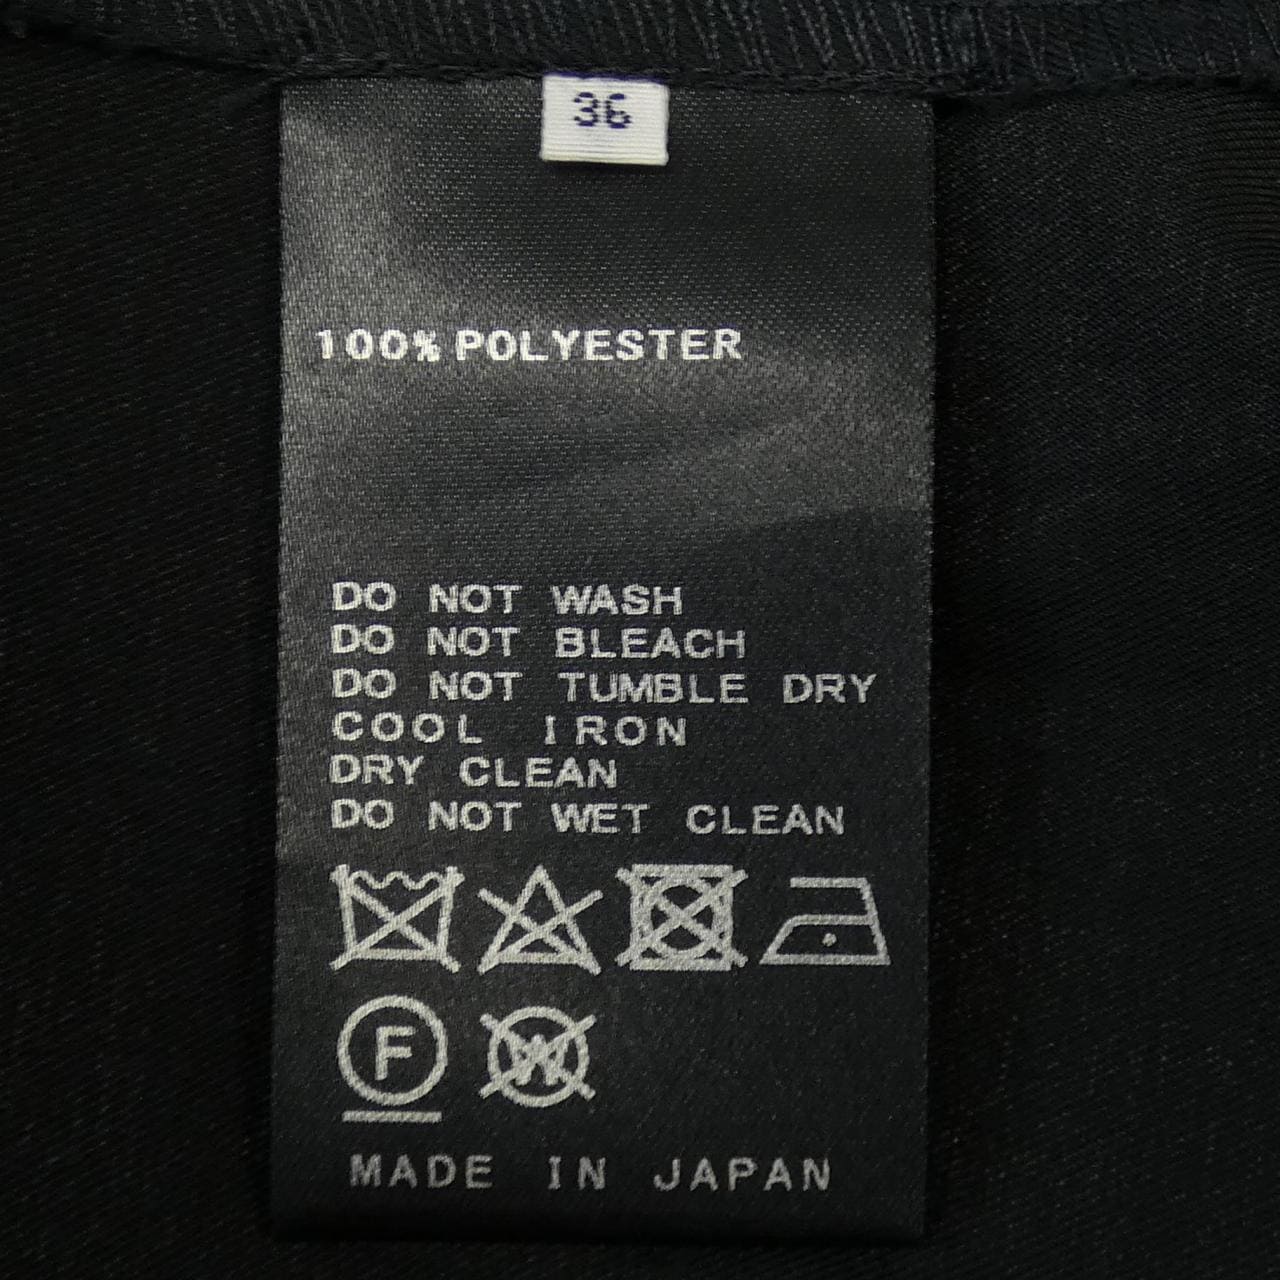 36
100% POLYESTER
DO NOT WASH
DO NOT BLEACH
DO NOT TUMBLE DRY
COOL IRON
DRY CLEAN
DO NOT WET CLEAN
F W
MADE IN JAPAN